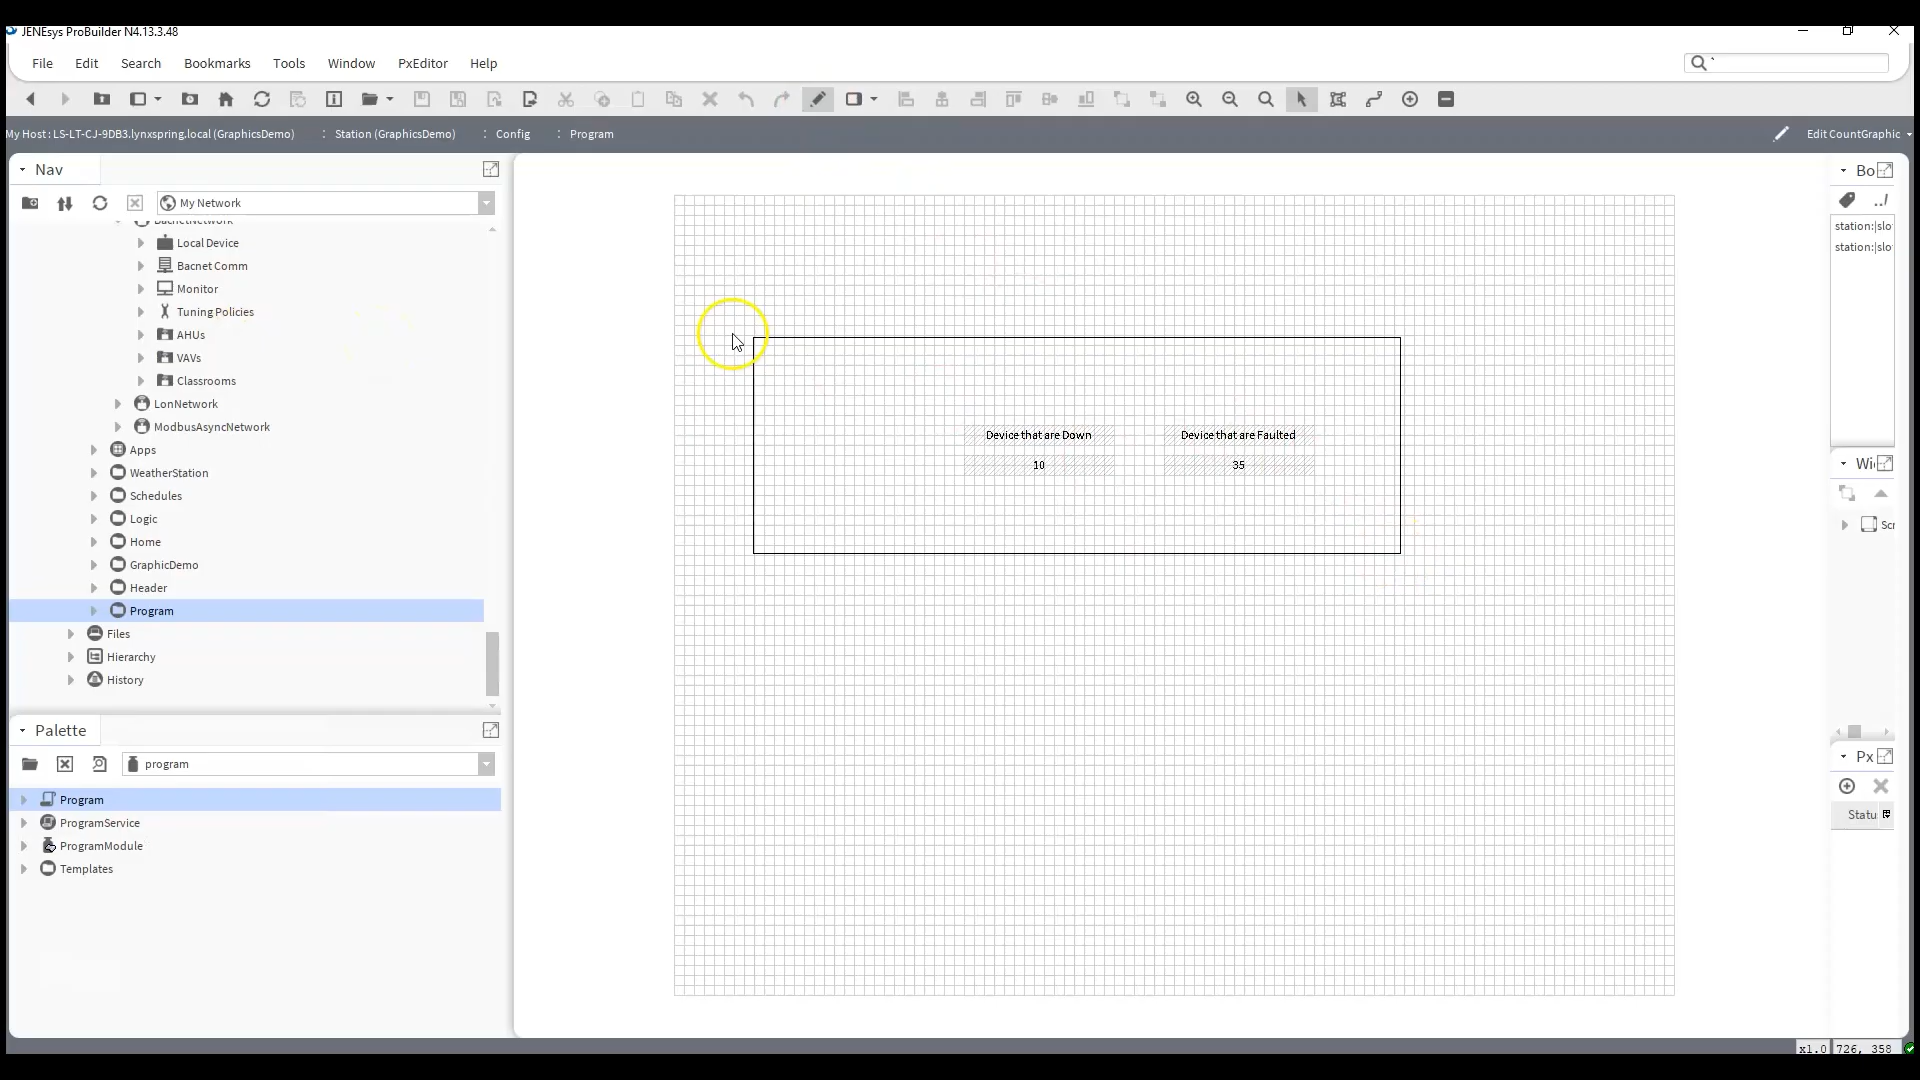 JENEsys ProBuilder N4.13.3.48
File Edit Search Bookmarks Tools Window PxEditor Help
`
My Host : LS-LT-CJ-9DB3.lynxspring.local (GraphicsDemo) : Station (GraphicsDemo) : Config : Program Edit CountGraphic
Nav
My Network
BacnetNetwork
Local Device
Bacnet Comm
Monitor
Tuning Policies
AHUs
VAVs
Classrooms
LonNetwork
ModbusAsyncNetwork
Apps
WeatherStation
Schedules
Logic
Home
GraphicDemo
Header
Program
Files
Hierarchy
History
Palette
program
Program
ProgramService
ProgramModule
Templates
Device that are Down Device that are Faulted
10 35
Bo
../
station:|slo
station:|slo
Wi
Scr
Px
Statu
x1.0 726, 358